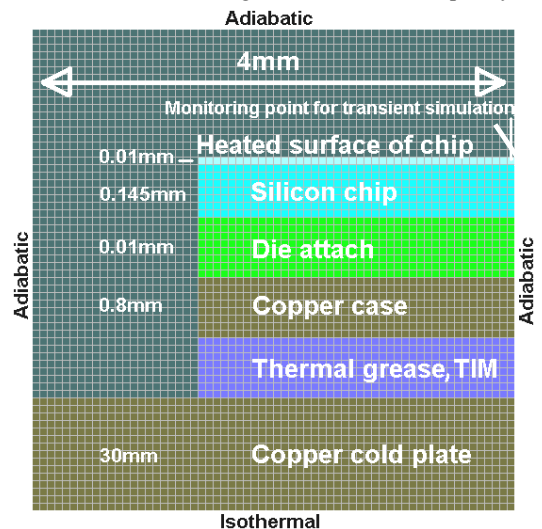 Adiabatic
4mm
Monitoring point for transient simulation
Heated surface of chip
0.01mm
0.145mm Silicon chip
0.01mm Die attach
Adiabatic
Adiabatic
0.8mm Copper case
Thermal grease, TIM
30mm Copper cold plate
Isothermal